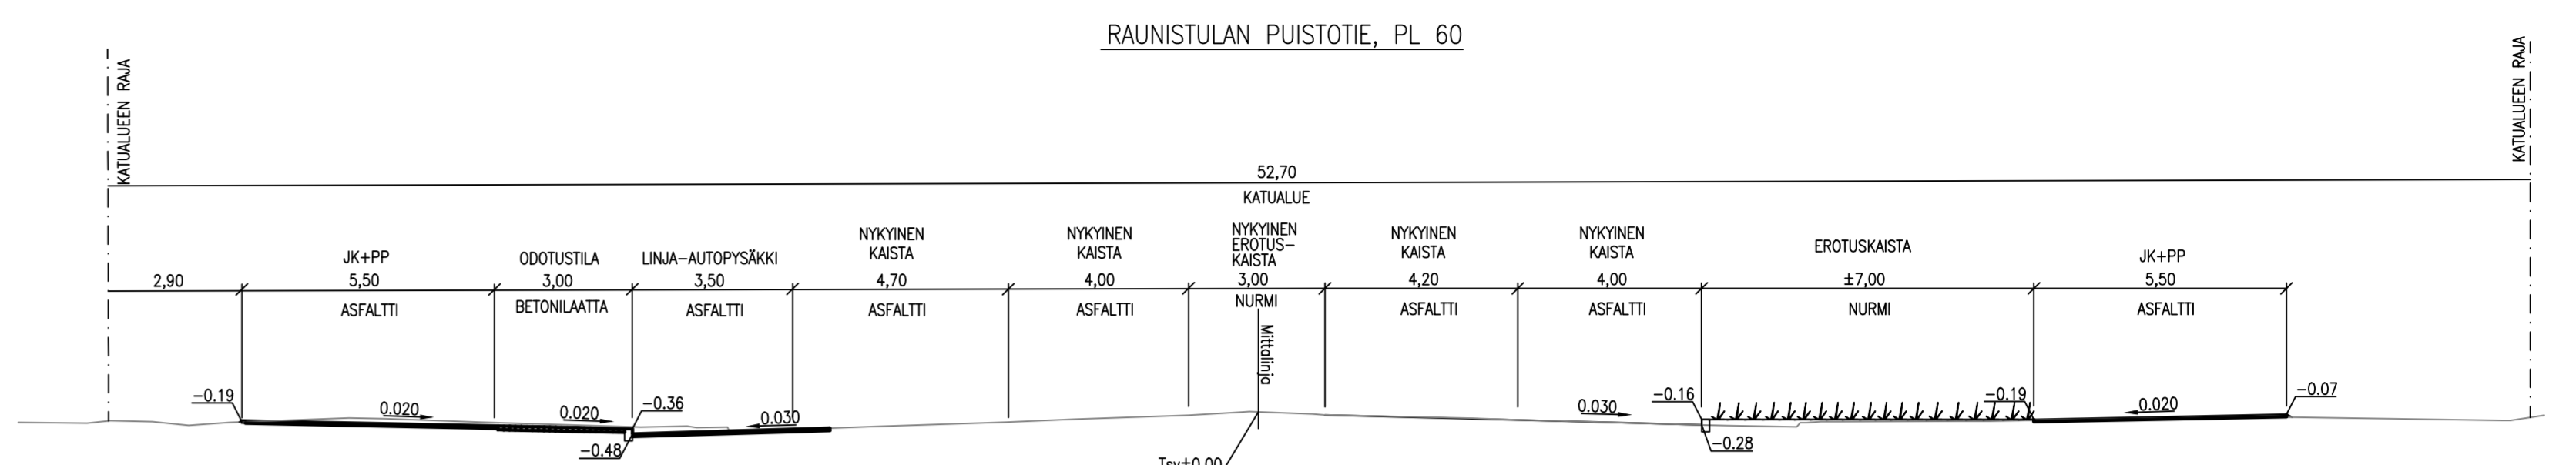 RAUNISTULAN PUISTOTIE, PL 60
KATUALUEEN RAJA
KATUALUEEN RAJA
52,70
KATUALUE
2,90
JK+PP
5,50
ASFALTTI
ODOTUSTILA
3,00
BETONILAATTA
LINJA-AUTOPYSÄKKI
3,50
ASFALTTI
NYKYINEN
KAISTA
4,70
ASFALTTI
NYKYINEN
KAISTA
4,00
ASFALTTI
NYKYINEN
EROTUS-
KAISTA
3,00
NURMI
Mittalinja
NYKYINEN
KAISTA
4,20
ASFALTTI
NYKYINEN
KAISTA
4,00
ASFALTTI
EROTUSKAISTA
±7,00
NURMI
JK+PP
5,50
ASFALTTI
-0.19
0.020
0.020
-0.36
-0.48
0.030
Tsv±0.00
0.030
-0.16
-0.28
-0.19
0.020
-0.07